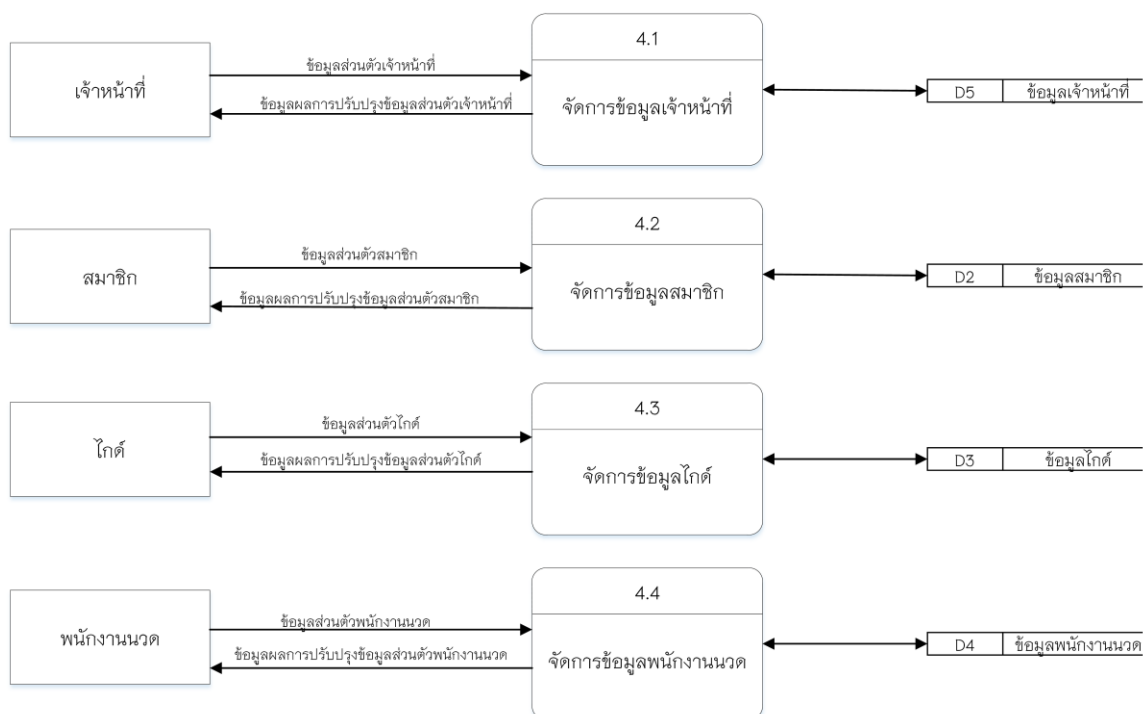 4.1
เจ้าหน้าที่
ข้อมูลส่วนตัวเจ้าหน้าที่
ข้อมูลผลการปรับปรุงข้อมูลส่วนตัวเจ้าหน้าที่
จัดการข้อมูลเจ้าหน้าที่
D5 ข้อมูลเจ้าหน้าที่
4.2
สมาชิก
ข้อมูลส่วนตัวสมาชิก
ข้อมูลผลการปรับปรุงข้อมูลส่วนตัวสมาชิก
จัดการข้อมูลสมาชิก
D2 ข้อมูลสมาชิก
4.3
ไกด์
ข้อมูลส่วนตัวไกด์
ข้อมูลผลการปรับปรุงข้อมูลส่วนตัวไกด์
จัดการข้อมูลไกด์
D3 ข้อมูลไกด์
4.4
พนักงานนวด
ข้อมูลส่วนตัวพนักงานนวด
ข้อมูลผลการปรับปรุงข้อมูลส่วนตัวพนักงานนวด
จัดการข้อมูลพนักงานนวด
D4 ข้อมูลพนักงานนวด